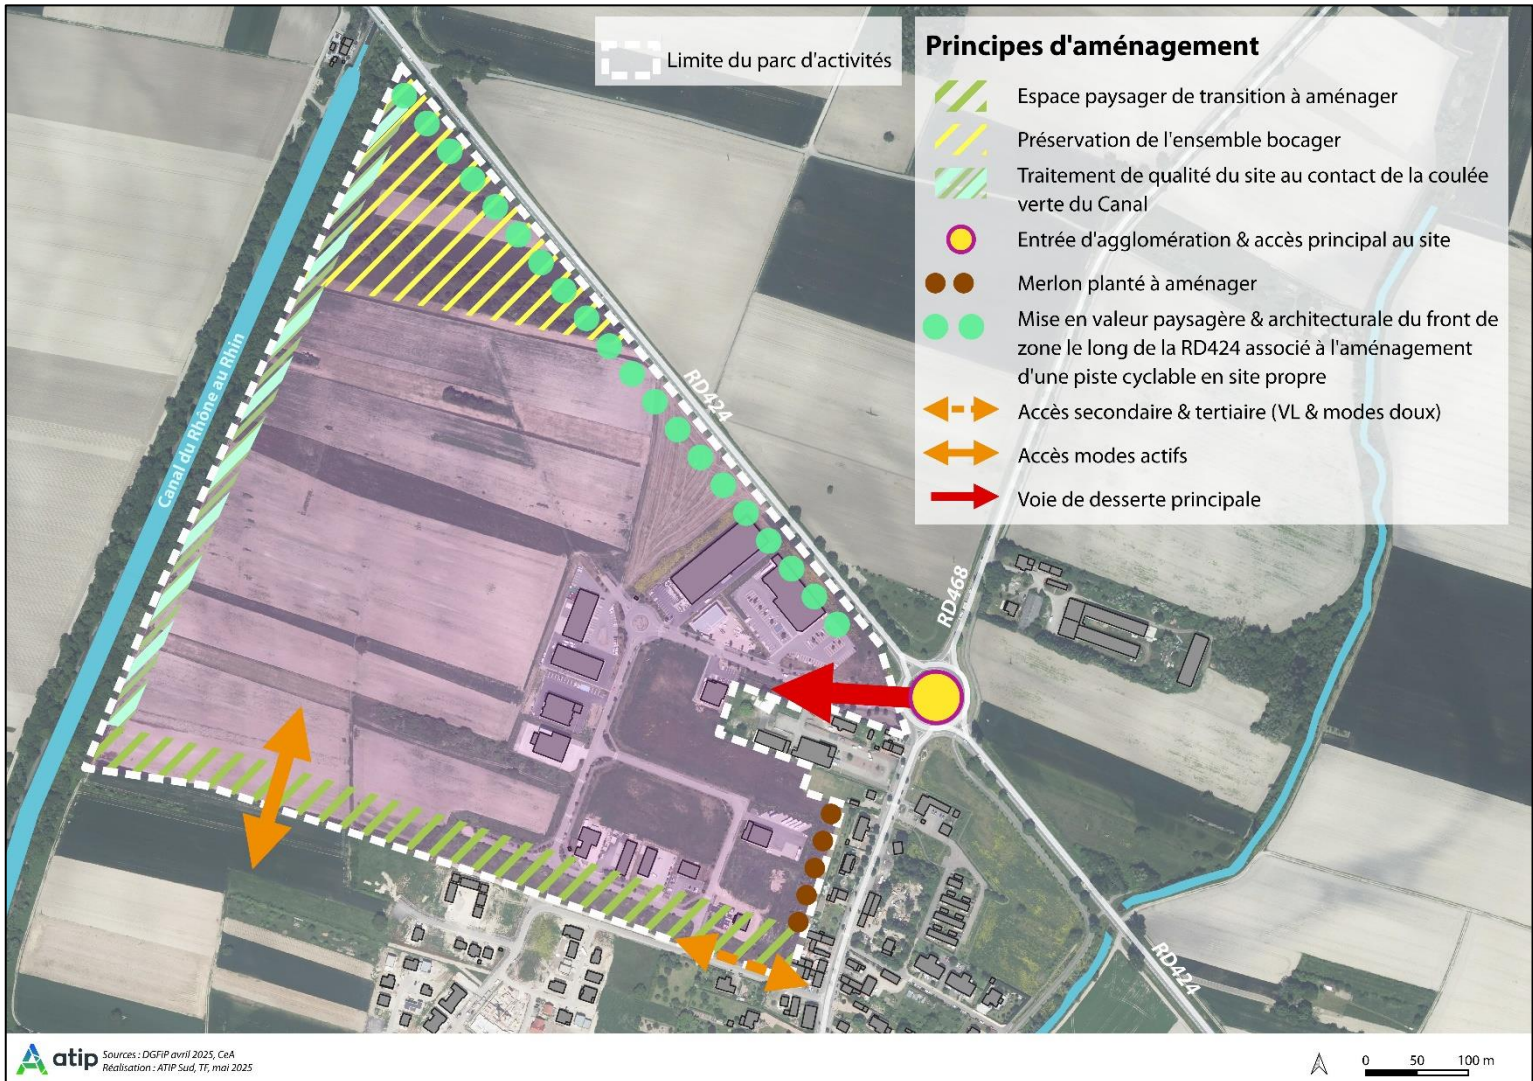 Limite du parc d'activités
Principes d'aménagement
Espace paysager de transition à aménager
Préservation de l'ensemble bocager
Traitement de qualité du site au contact de la coulée
verte du Canal
Entrée d'agglomération & accès principal au site
Merlon planté à aménager
Mise en valeur paysagère & architecturale du front de
zone le long de la RD424 associé à l'aménagement
d'une piste cyclable en site propre
Accès secondaire & tertiaire (VL & modes doux)
Accès modes actifs
Voie de desserte principale
Canal du Rhône au Rhin
RD424
RD468
RD424
atip
Sources : DGFiP avril 2025, CeA
Réalisation : ATIP Sud, TF, mai 2025
0 50 100 m